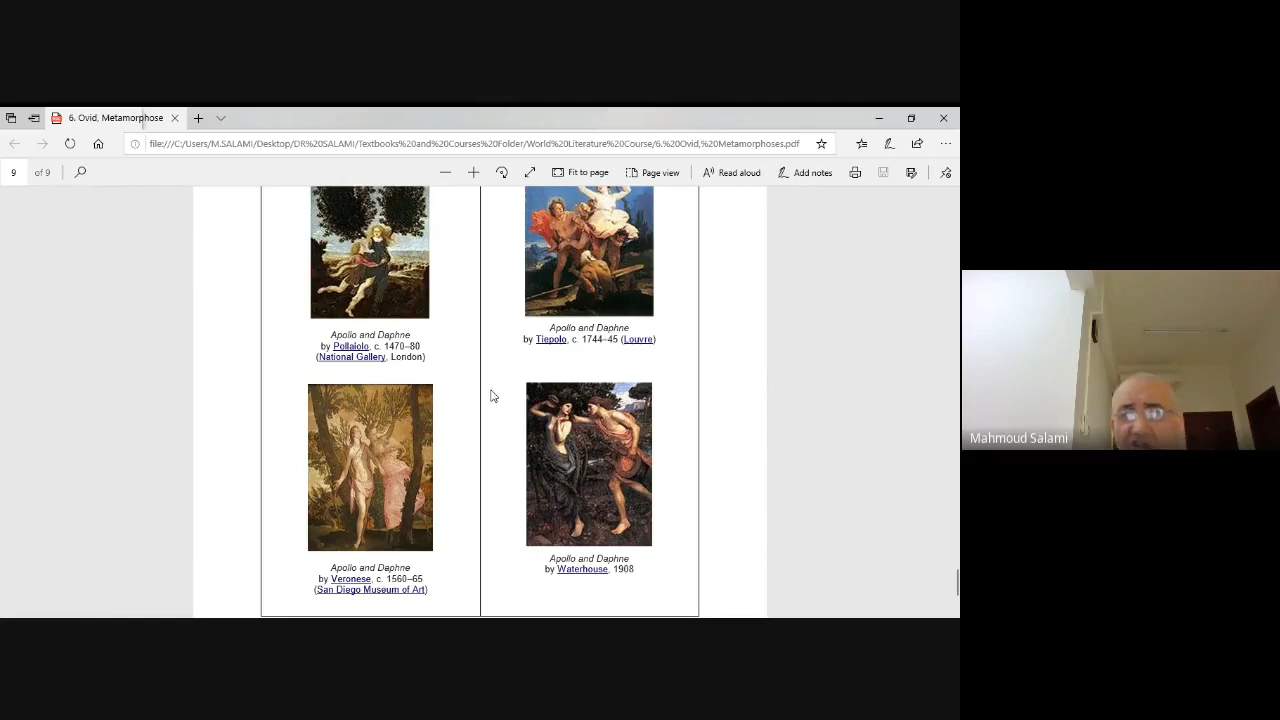 6. Ovid, Metamorphose
file:///C:/Users/M.SALAMI/Desktop/DR%20SALAMI/Textbooks%20and%20Courses%20Folder/World%20Literature%20Course/6.%20Ovid,%20Metamorphoses.pdf
9 of 9 Fit to page Page view Read aloud Add notes
Apollo and Daphne
by Pollaiolo, c. 1470–80
(National Gallery, London)
Apollo and Daphne
by Tiepolo, c. 1744–45 (Louvre)
Apollo and Daphne
by Veronese, c. 1560–65
(San Diego Museum of Art)
Apollo and Daphne
by Waterhouse, 1908
Mahmoud Salami